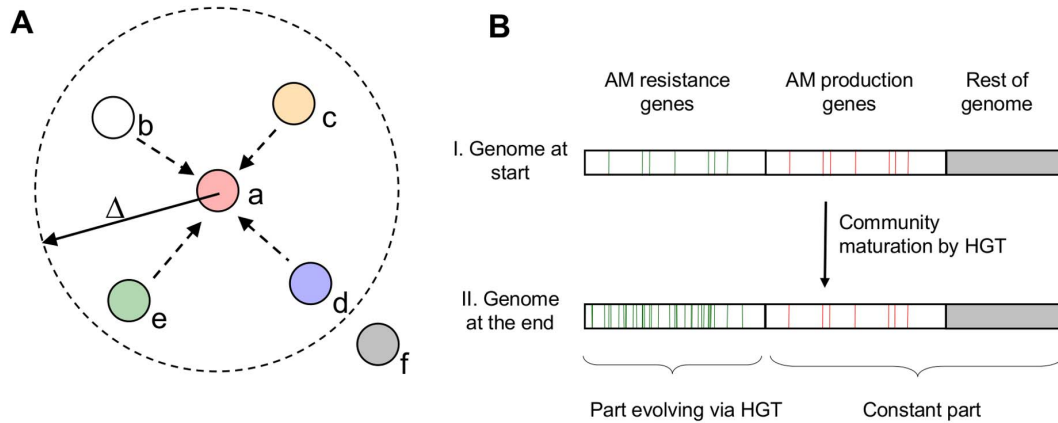 A
b
c
a
Δ
e
d
f
B
AM resistance genes
AM production genes
Rest of genome
I. Genome at start
Community maturation by HGT
II. Genome at the end
Part evolving via HGT
Constant part